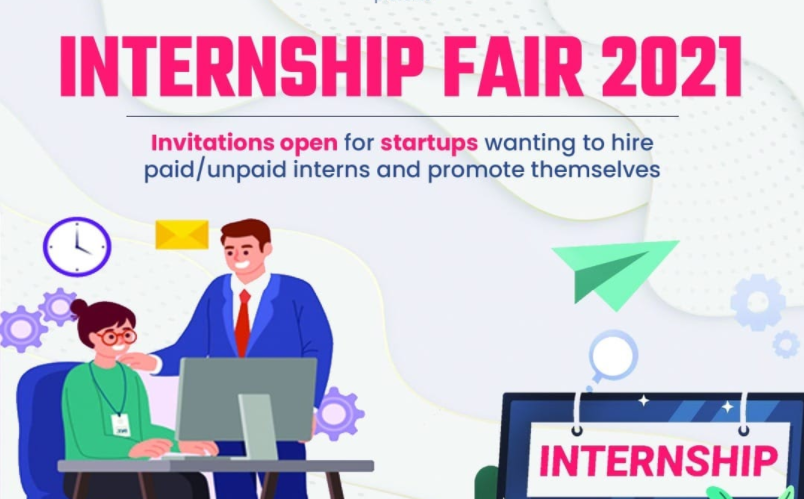 INTERNSHIP FAIR 2021
Invitations open for startups wanting to hire
paid/unpaid interns and promote themselves
INTERNSHIP